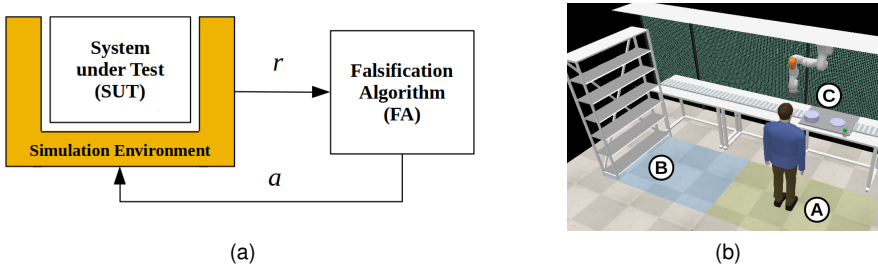 System
under Test
(SUT)
Simulation Environment
r
a
Falsification
Algorithm
(FA)
(a)
A
B
C
(b)